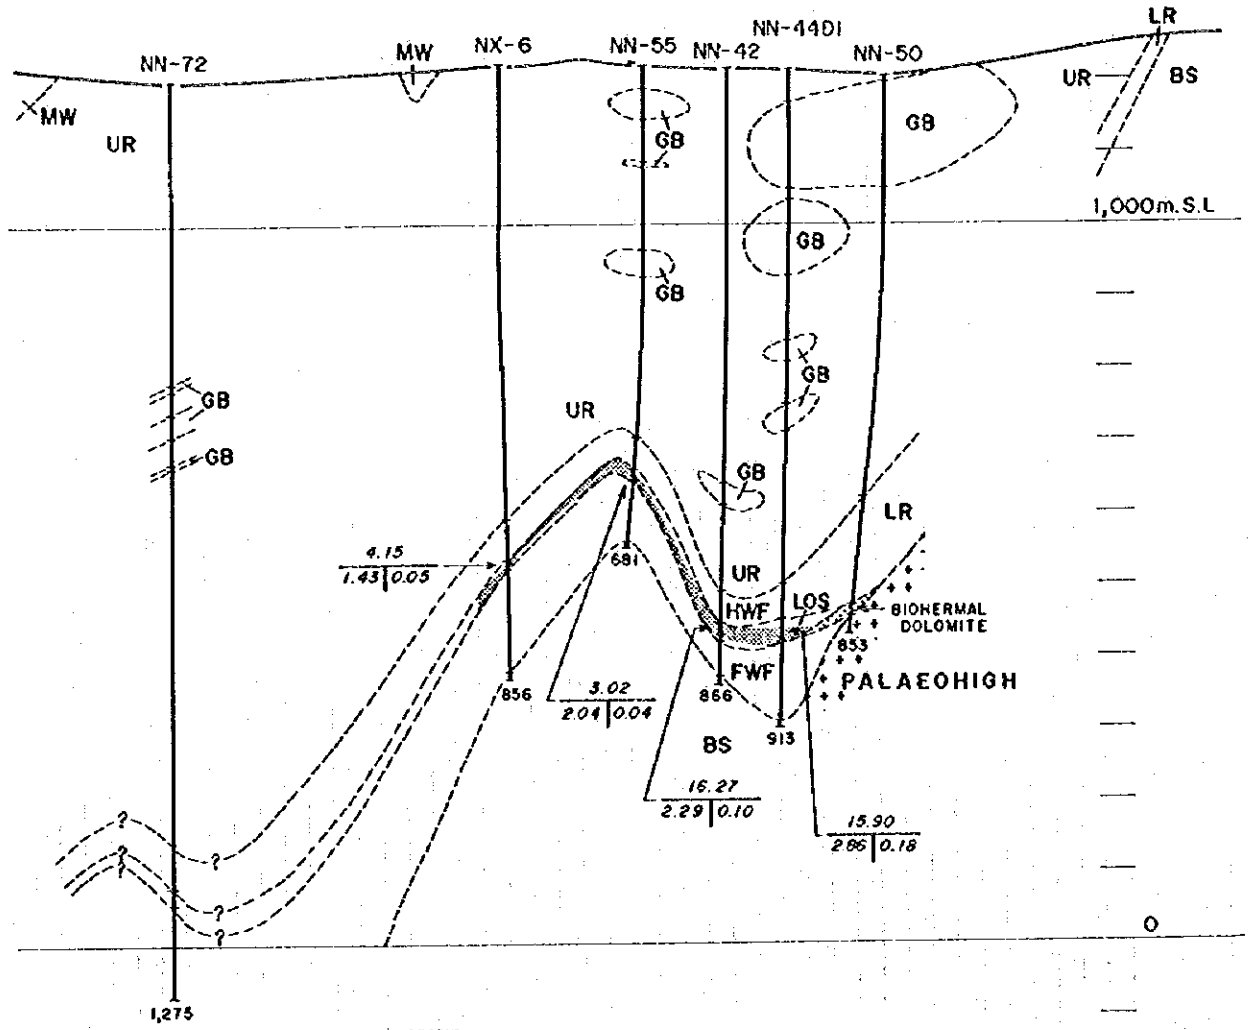 NN-72
MW
NX-6
NN-55
NN-42
NN-44D1
NN-50
LR
UR
BS
MW
UR
GB
GB
1,000m. S.L
GB
GB
GB
GB
GB
UR
GB
LR
4.15
1.43 | 0.05
681
UR
HWF
LOS
BIOHERMAL
DOLOMITE
853
FWF
PALAEOHIGH
856
866
3.02
2.04 | 0.04
BS
913
16.27
2.29 | 0.10
15.90
2.86 | 0.18
?
?
?
?
?
?
0
1,275